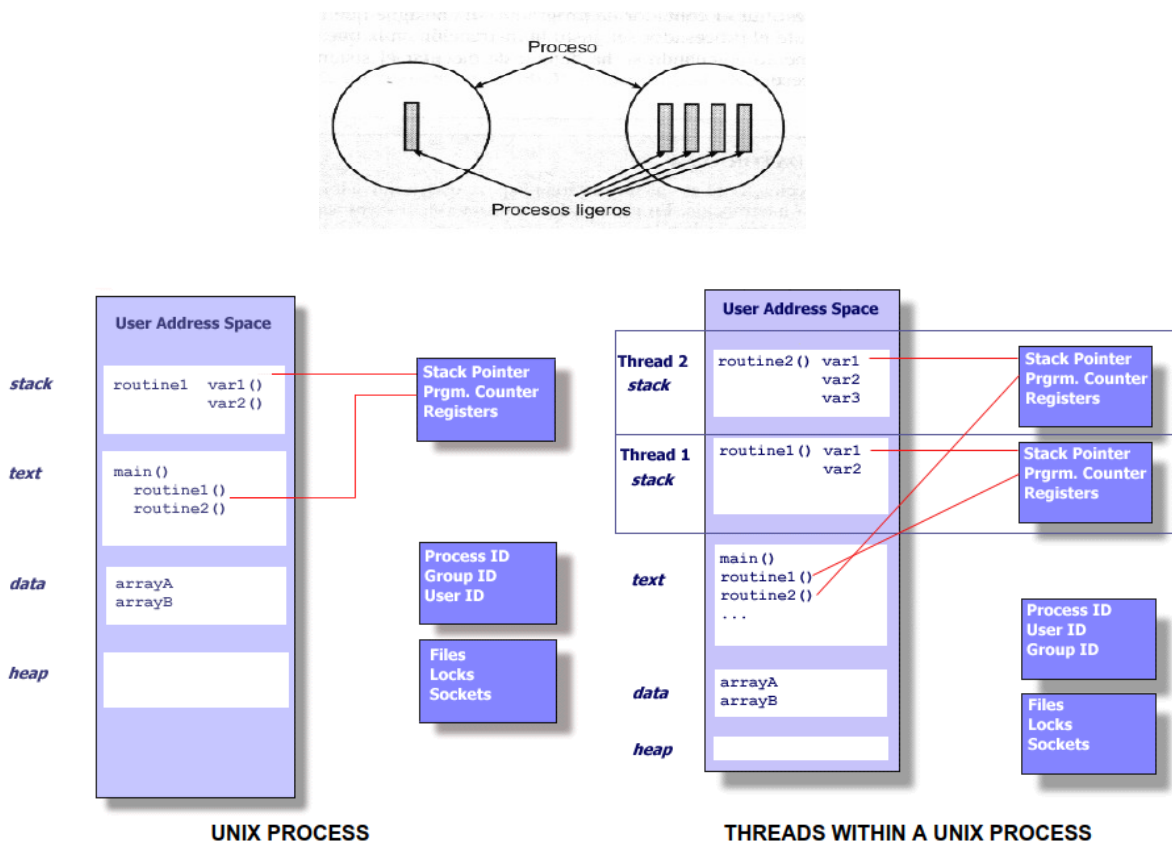 Proceso
Procesos ligeros
User Address Space
stack
routine1 var1()
var2()
Stack Pointer
Prgm. Counter
Registers
text
main()
routine1()
routine2()
Process ID
Group ID
User ID
data
arrayA
arrayB
Files
Locks
Sockets
heap
UNIX PROCESS
User Address Space
Thread 2
stack
routine2() var1
var2
var3
Stack Pointer
Prgrm. Counter
Registers
Thread 1
stack
routine1() var1
var2
Stack Pointer
Prgrm. Counter
Registers
text
main()
routine1()
routine2()
...
Process ID
User ID
Group ID
data
arrayA
arrayB
Files
Locks
Sockets
heap
THREADS WITHIN A UNIX PROCESS